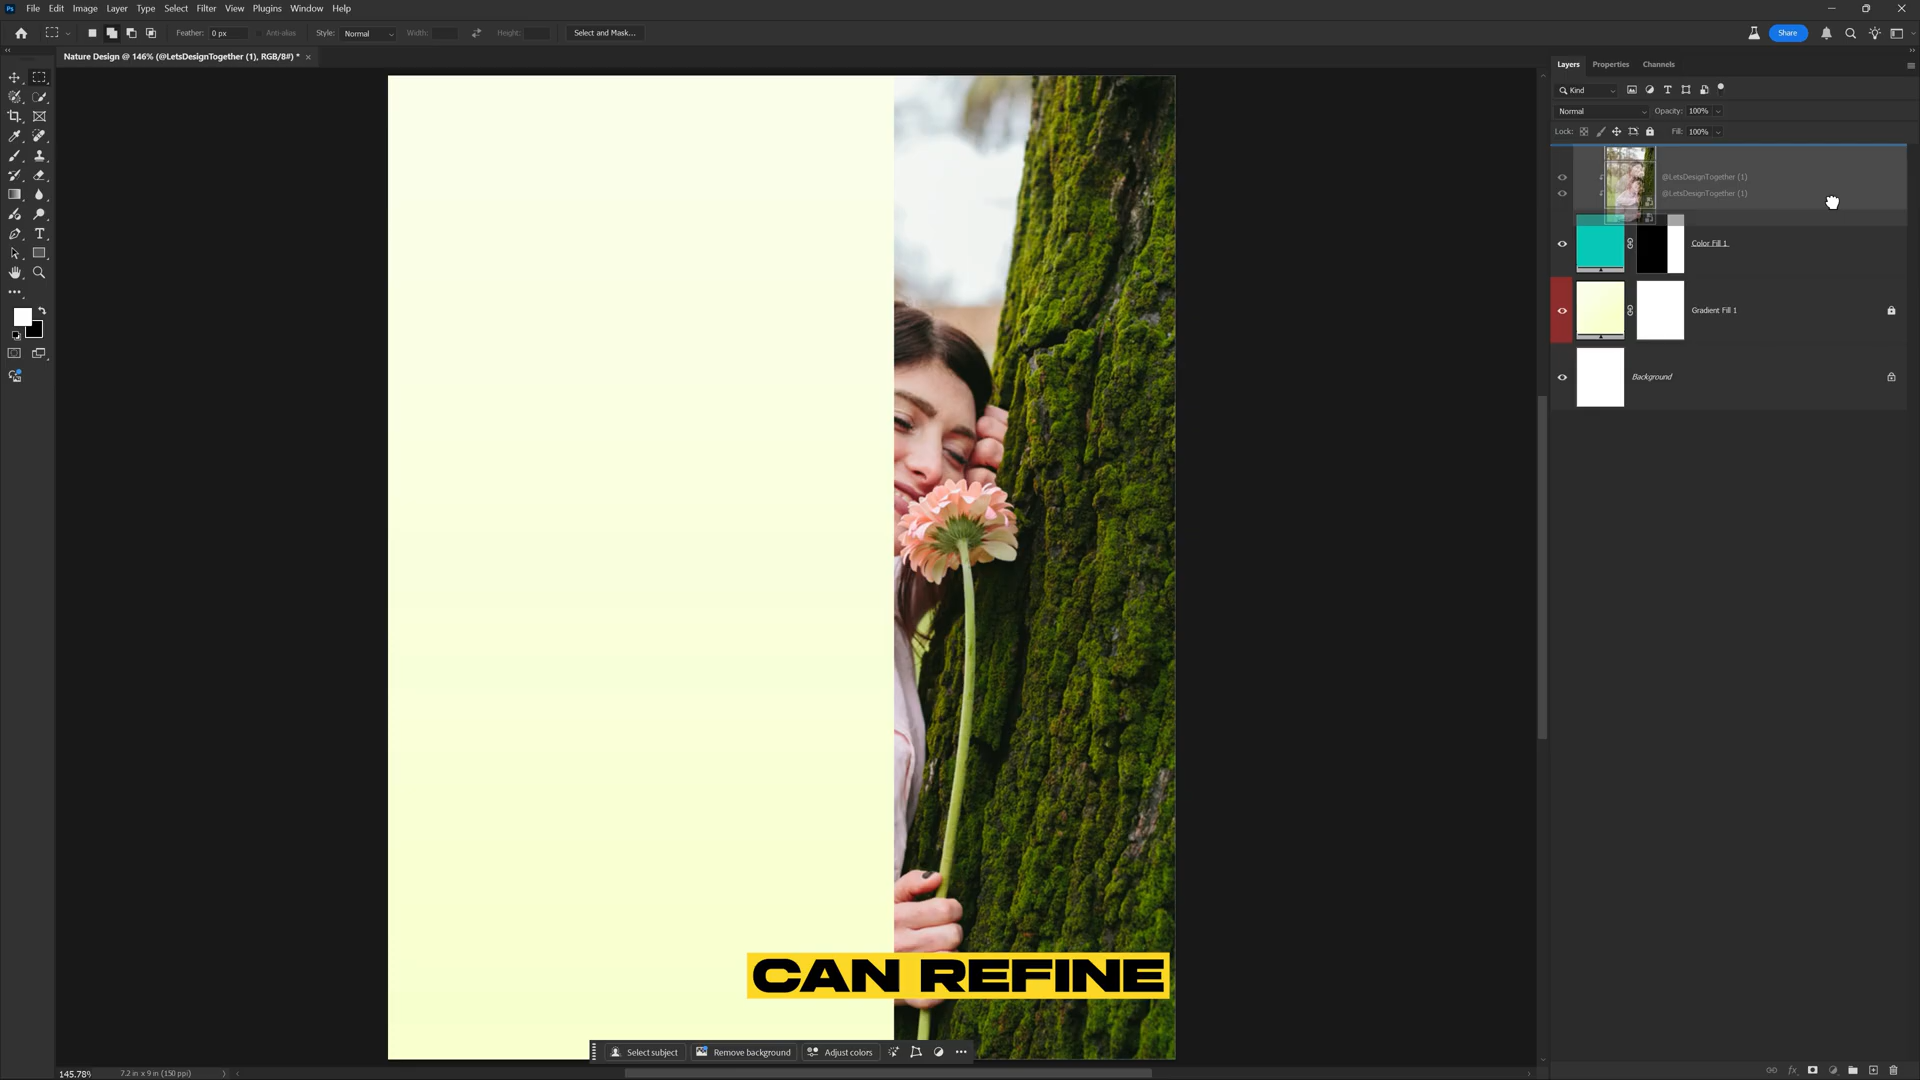 Ps File Edit Image Layer Type Select Filter View Plugins Window Help
Feather: 0 px Anti-alias Style: Normal Width: Height: Select and Mask... Share
Nature Design @ 146% (@LetsDesignTogether (1), RGB/8#) * ×
Layers Properties Channels
Kind
Normal Opacity: 100%
Lock: Fill: 100%
@LetsDesignTogether (1)
@LetsDesignTogether (1)
Color Fill 1
Gradient Fill 1
Background
CAN REFINE
Select subject Remove background Adjust colors
145.78% 7.2 in x 9 in (150 ppi)